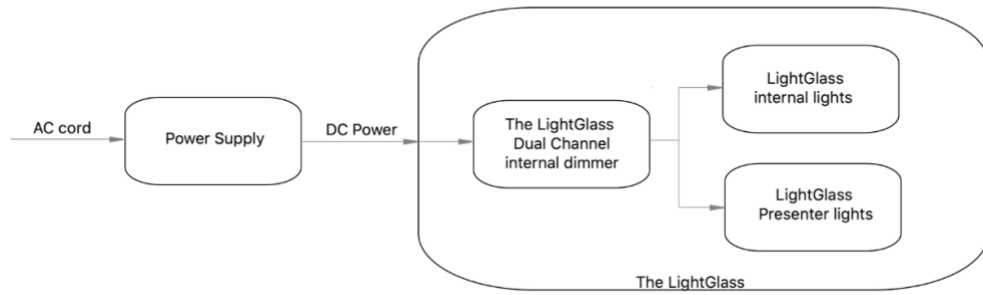 AC cord
Power Supply
DC Power
The LightGlass
Dual Channel
internal dimmer
LightGlass
internal lights
LightGlass
Presenter lights
The LightGlass